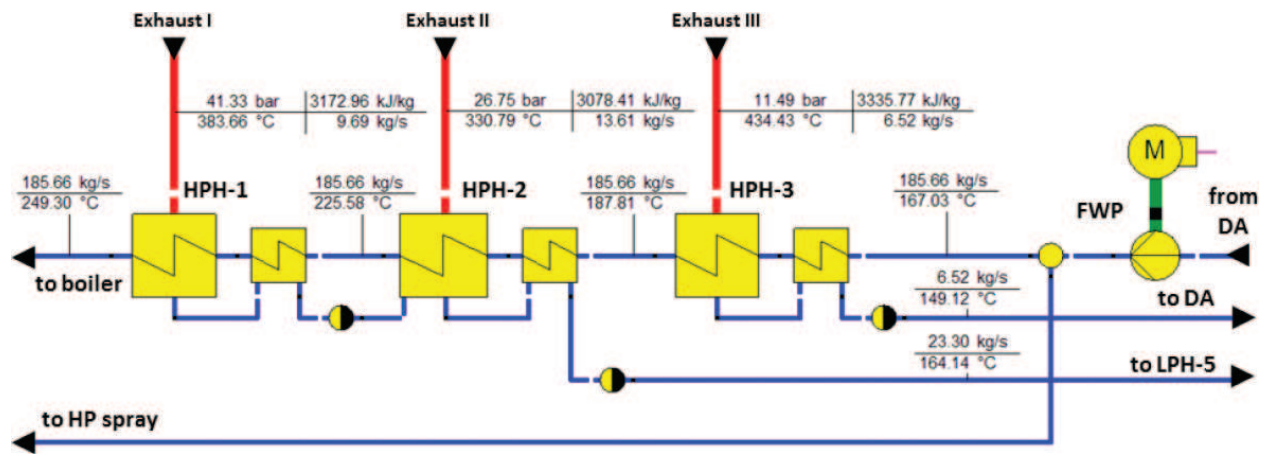 Exhaust I
Exhaust II
Exhaust III
41.33 bar 3172.96 kJ/kg
383.66 °C 9.69 kg/s
26.75 bar 3078.41 kJ/kg
330.79 °C 13.61 kg/s
11.49 bar 3335.77 kJ/kg
434.43 °C 6.52 kg/s
M
185.66 kg/s
249.30 °C
HPH-1
185.66 kg/s
225.58 °C
HPH-2
185.66 kg/s
187.81 °C
HPH-3
185.66 kg/s
167.03 °C
FWP
from
DA
to boiler
6.52 kg/s
149.12 °C
to DA
23.30 kg/s
164.14 °C
to LPH-5
to HP spray